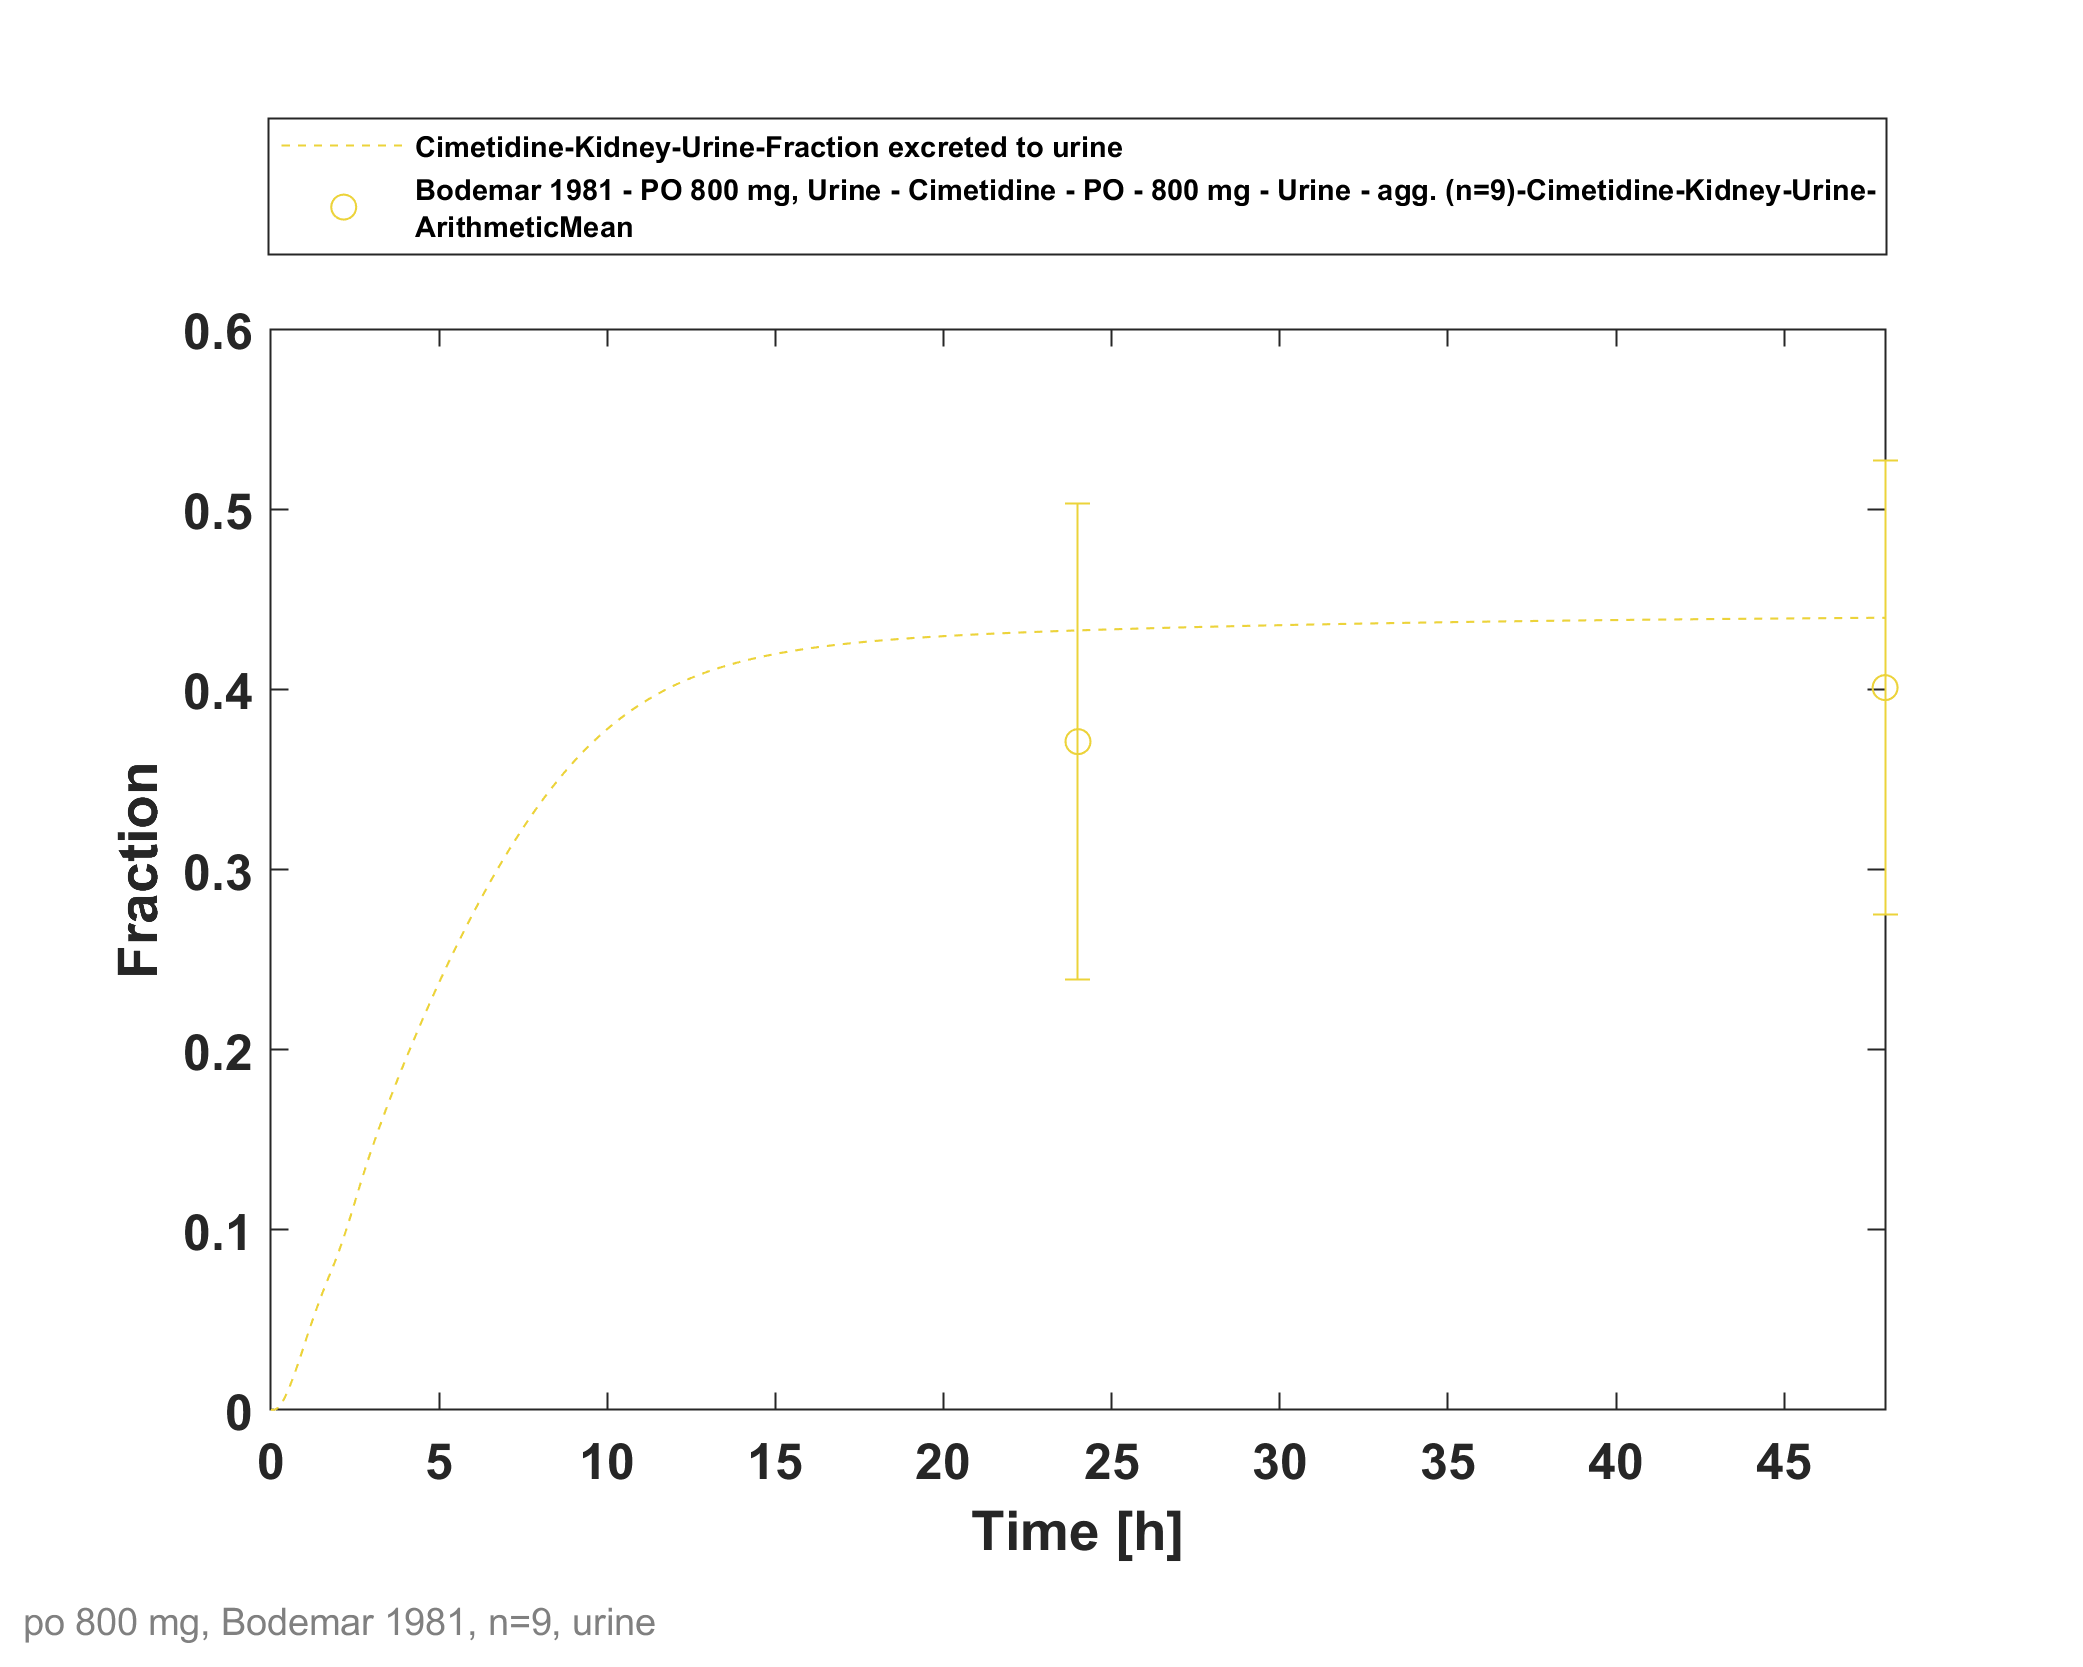 Cimetidine-Kidney-Urine-Fraction excreted to urine
Bodemar 1981 - PO 800 mg, Urine - Cimetidine - PO - 800 mg - Urine - agg. (n=9)-Cimetidine-Kidney-Urine-
ArithmeticMean
0.6
0.5
0.4
0.3
0.2
0.1
0
Fraction
0 5 10 15 20 25 30 35 40 45
Time [h]
po 800 mg, Bodemar 1981, n=9, urine